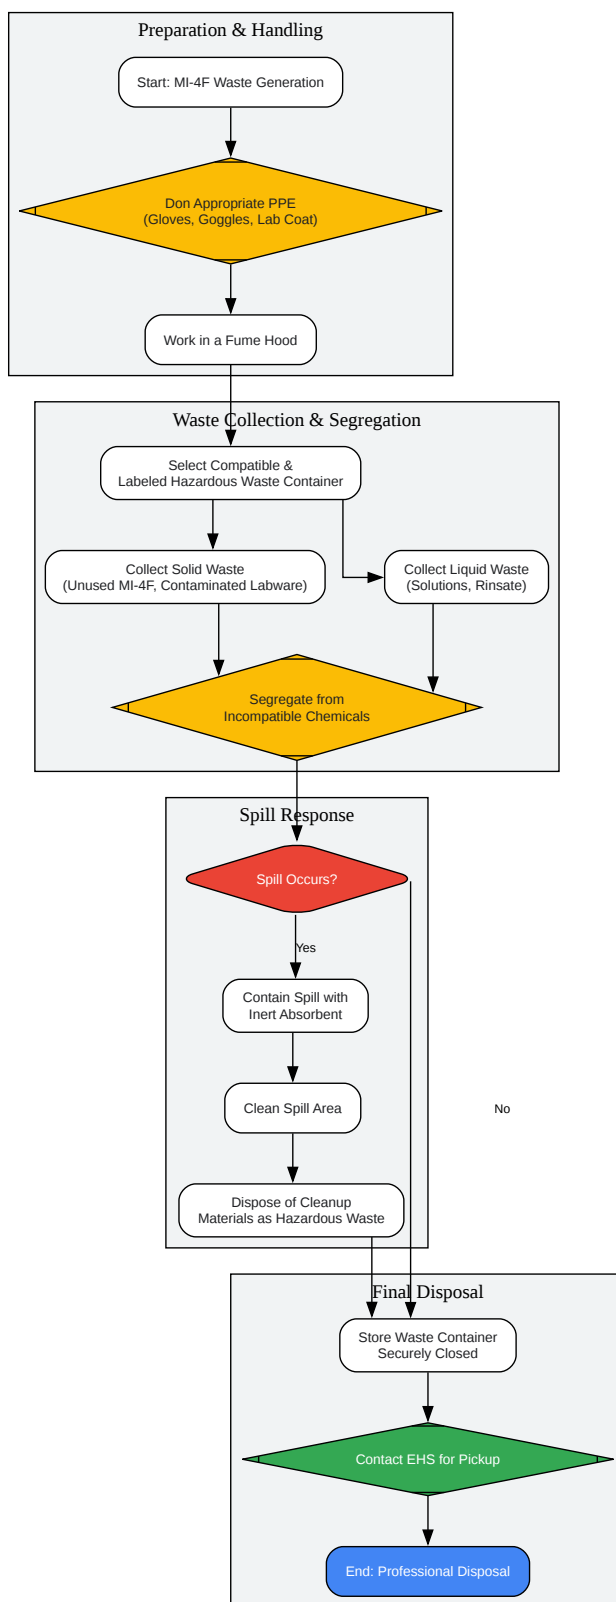 Preparation & Handling
Start: MI-4F Waste Generation
Don Appropriate PPE
(Gloves, Goggles, Lab Coat)
Work in a Fume Hood
Waste Collection & Segregation
Select Compatible &
Labeled Hazardous Waste Container
Collect Solid Waste
(Unused MI-4F, Contaminated Labware)
Collect Liquid Waste
(Solutions, Rinsate)
Segregate from
Incompatible Chemicals
Spill Response
Spill Occurs?
Yes
Contain Spill with
Inert Absorbent
Clean Spill Area
No
Dispose of Cleanup
Materials as Hazardous Waste
Final Disposal
Store Waste Container
Securely Closed
Contact EHS for Pickup
End: Professional Disposal